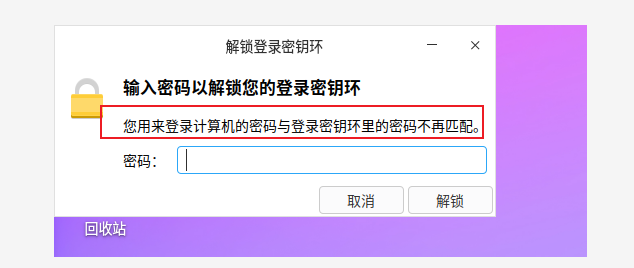 解锁登录密钥环
输入密码以解锁您的登录密钥环
您用来登录计算机的密码与登录密钥环里的密码不再匹配。
密码：
取消 解锁
回收站